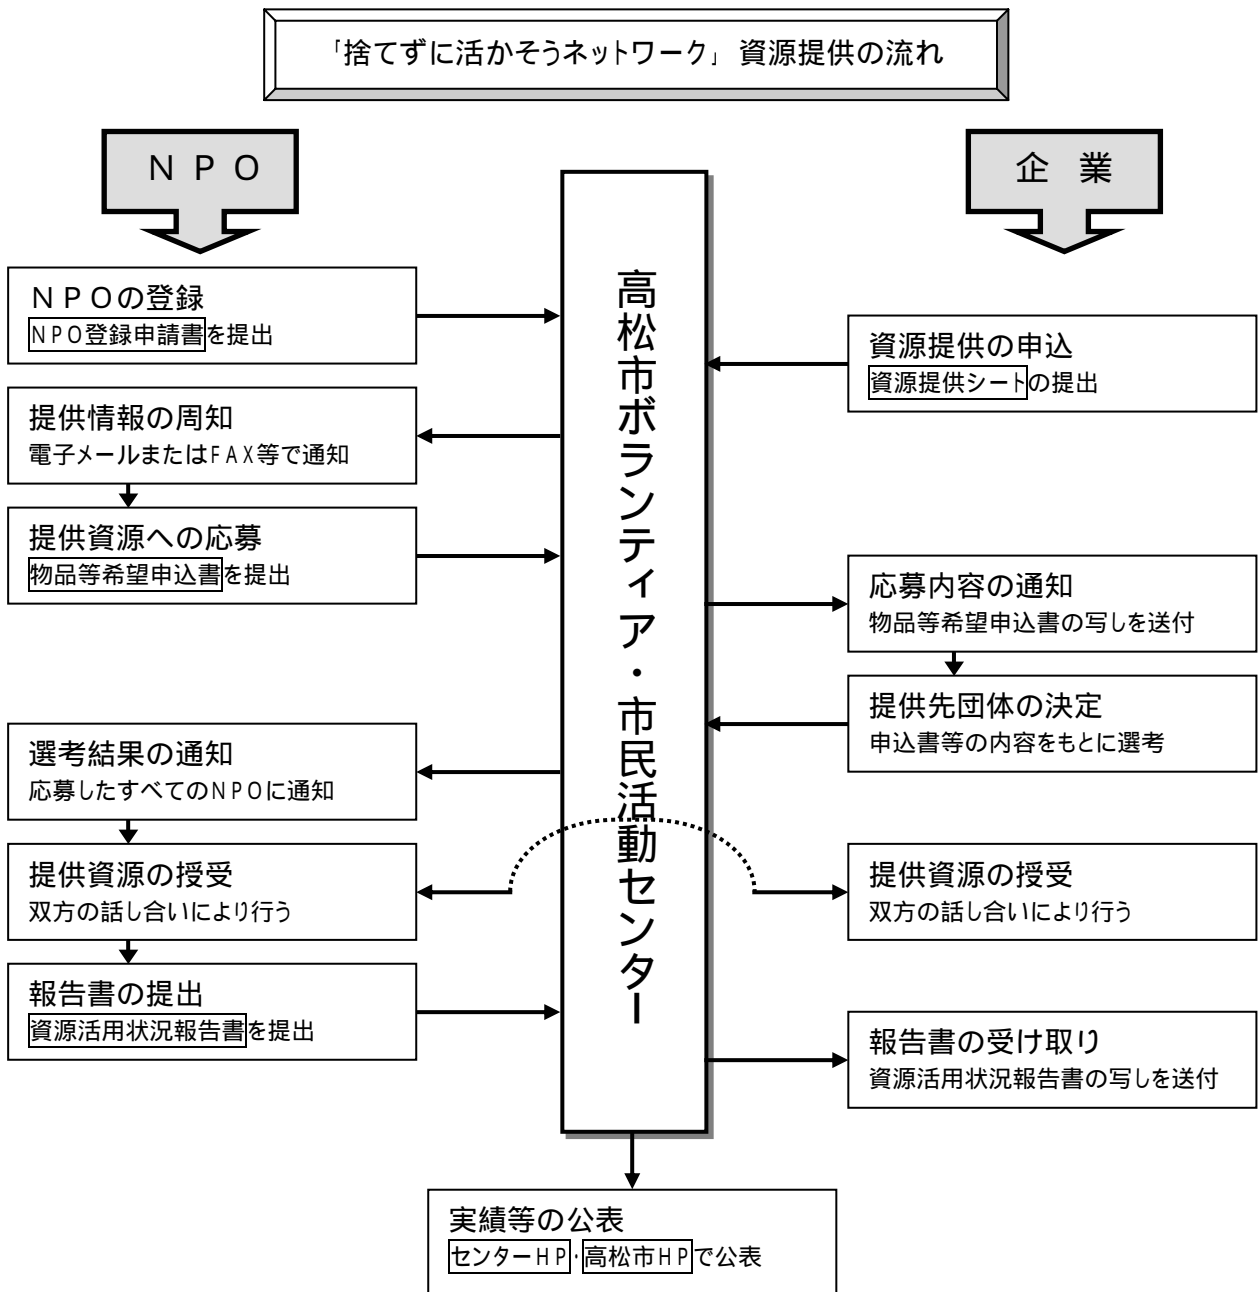 「捨てずに活かそうネットワーク」 資源提供の流れ
ＮＰＯ
企業
ＮＰＯの登録
NPO登録申請書を提出
資源提供の申込
資源提供シートの提出
提供情報の周知
電子メールまたはFAX等で通知
提供資源への応募
物品等希望申込書を提出
高松市ボランティア・市民活動センター
応募内容の通知
物品等希望申込書の写しを送付
提供先団体の決定
申込書等の内容をもとに選考
選考結果の通知
応募したすべてのNPOに通知
提供資源の授受
双方の話し合いにより行う
提供資源の授受
双方の話し合いにより行う
報告書の提出
資源活用状況報告書を提出
報告書の受け取り
資源活用状況報告書の写しを送付
実績等の公表
センターHP・高松市HPで公表